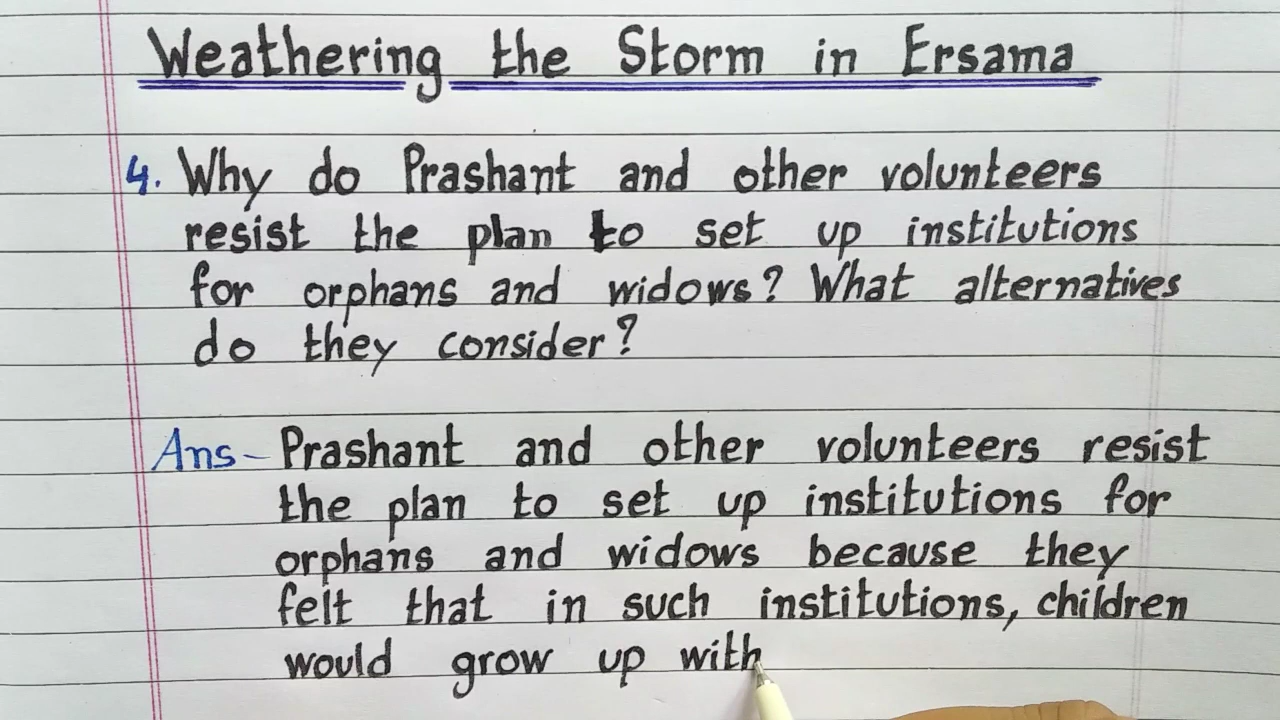 Weathering the Storm in Ersama
4. Why do Prashant and other volunteers
resist the plan to set up institutions
for orphans and widows? What alternatives
do they consider?
Ans- Prashant and other volunteers resist
the plan to set up institutions for
orphans and widows because they
felt that in such institutions, children
would grow up with